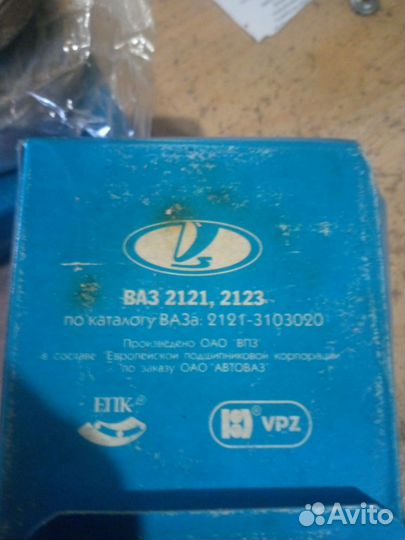 ВАЗ 2121, 2123
по каталогу ВАЗа: 2121-3103020
Произведено ОАО "ВПЗ"
в составе "Европейской подшипниковой корпорации"
по заказу ОАО "АВТОВАЗ"
ЕПК®
® VPZ
Avito